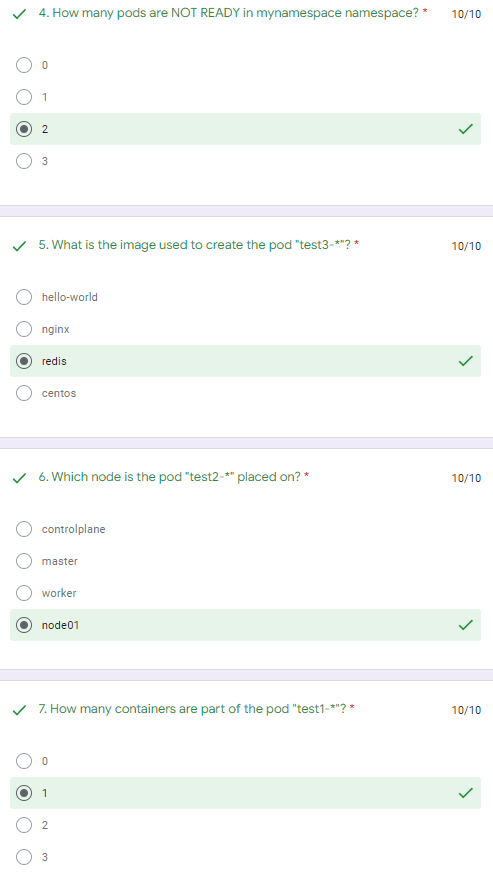 4. How many pods are NOT READY in mynamespace namespace? *
10/10
0
1
2
3
5. What is the image used to create the pod "test3-*"? *
10/10
hello-world
nginx
redis
centos
6. Which node is the pod "test2-*" placed on? *
10/10
controlplane
master
worker
node01
7. How many containers are part of the pod "test1-*"? *
10/10
0
1
2
3